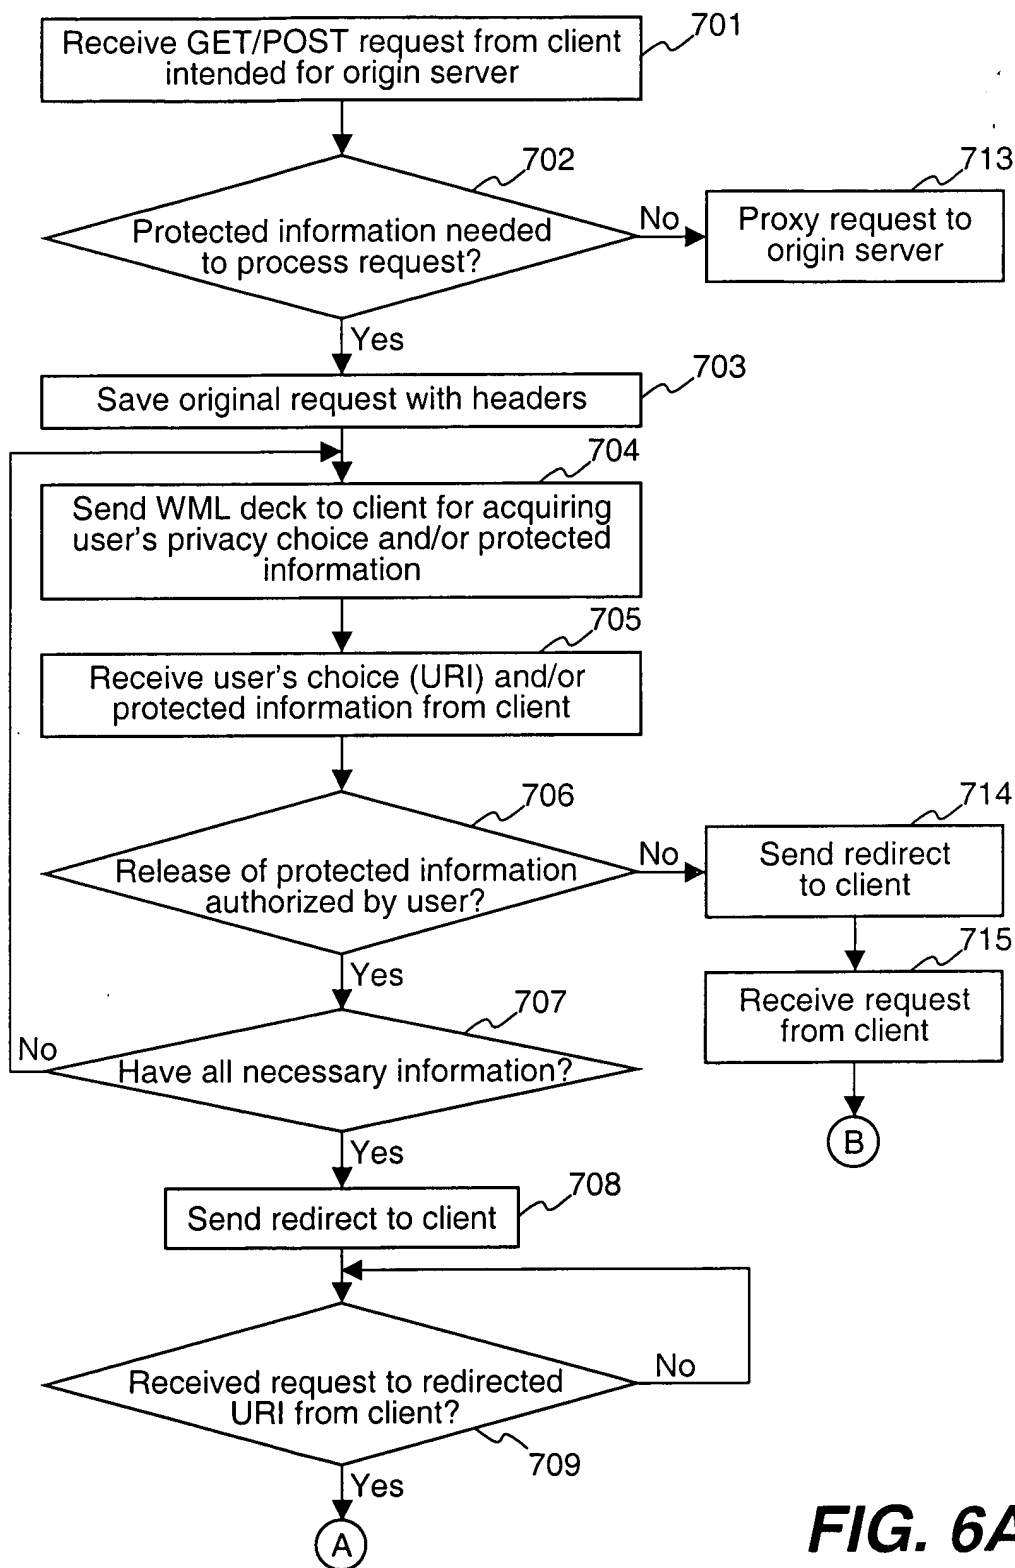 Receive GET/POST request from client
intended for origin server
701
702
Protected information needed
to process request?
No
713
Proxy request to
origin server
Yes
703
Save original request with headers
704
Send WML deck to client for acquiring
user's privacy choice and/or protected
information
705
Receive user's choice (URI) and/or
protected information from client
706
Release of protected information
authorized by user?
No
714
Send redirect
to client
715
Receive request
from client
B
Yes
707
No
Have all necessary information?
Yes
708
Send redirect to client
Received request to redirected
URI from client?
No
709
Yes
A
FIG. 6A